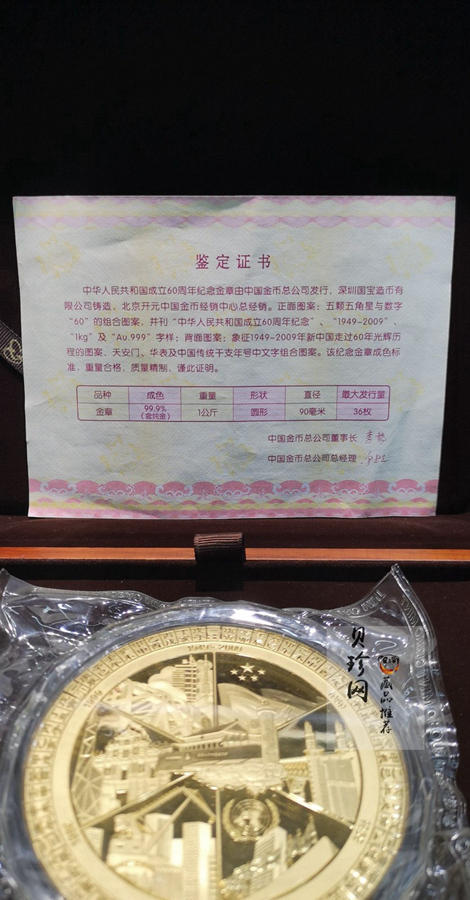 鉴定证书
中华人民共和国成立60周年纪念金章由中国金币总公司发行，深圳国宝造币有
限公司铸造，北京开元中国金币经销中心总经销。正面图案：五颗五角星与数字
“60”的组合图案，并刊“中华人民共和国成立60周年纪念”、“1949-2009”、
“1kg”及“Au.999”字样；背面图案：象征1949-2009年新中国走过60年光辉历
程的图案、天安门、华表及中国传统干支年号中文字组合图案。该纪念金章成色标
准，重量合格，质量精制，谨此证明。
品种 成色 重量 形状 直径 最大发行量
金章 99.9%(含纯金) 1公斤 圆形 90毫米 36枚
中国金币总公司董事长
中国金币总公司总经理
1949-2009
贝珍网
藏品推荐